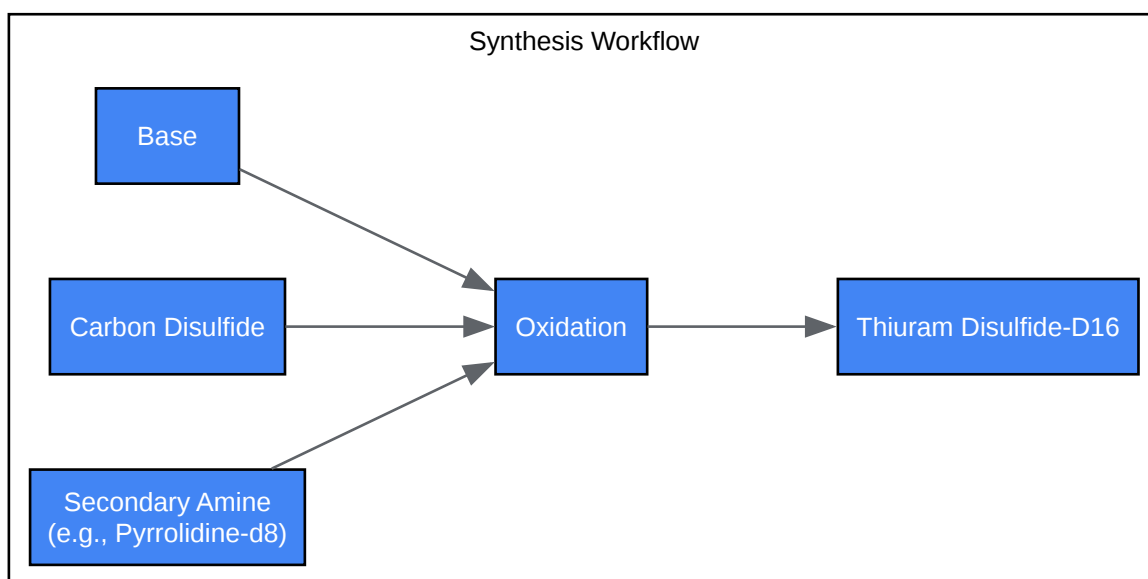 Synthesis Workflow
Base
Carbon Disulfide
Oxidation
Thiuram Disulfide-D16
Secondary Amine
(e.g., Pyrrolidine-d8)